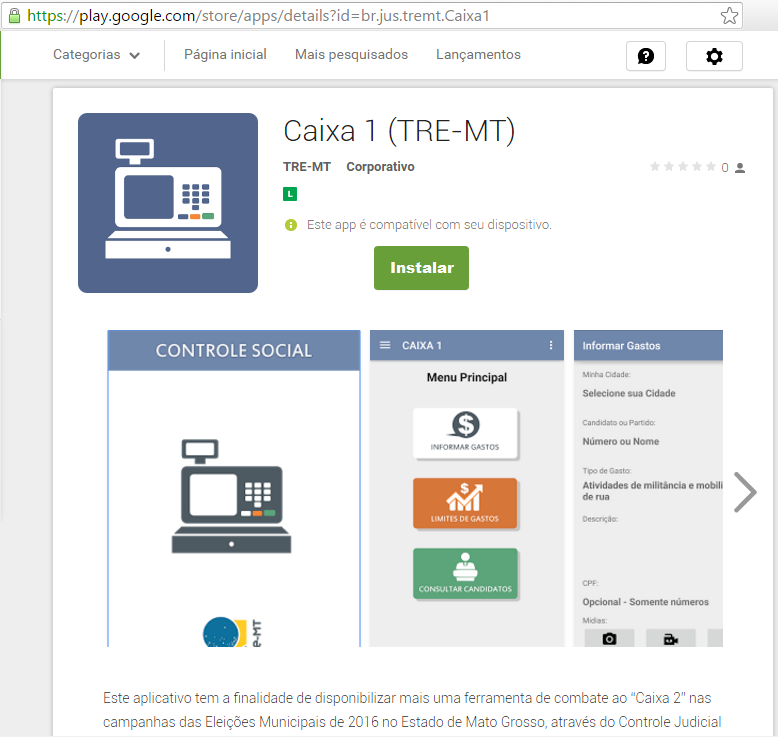 https://play.google.com/store/apps/details?id=br.jus.tremt.Caixa1
Categorias Página inicial Mais pesquisados Lançamentos
Caixa 1 (TRE-MT)
TRE-MT Corporativo
0
L
Este app é compatível com seu dispositivo.
Instalar
CONTROLE SOCIAL
CAIXA 1
Menu Principal
INFORMAR GASTOS
LIMITES DE GASTOS
CONSULTAR CANDIDATOS
Informar Gastos
Minha Cidade:
Selecione sua Cidade
Candidato ou Partido:
Número ou Nome
Tipo de Gasto:
Atividades de militância e mobili
de rua
Descrição:
CPF:
Opcional - Somente números
Midias:
e-MT
Este aplicativo tem a finalidade de disponibilizar mais uma ferramenta de combate ao “Caixa 2” nas
campanhas das Eleições Municipais de 2016 no Estado de Mato Grosso, através do Controle Judicial